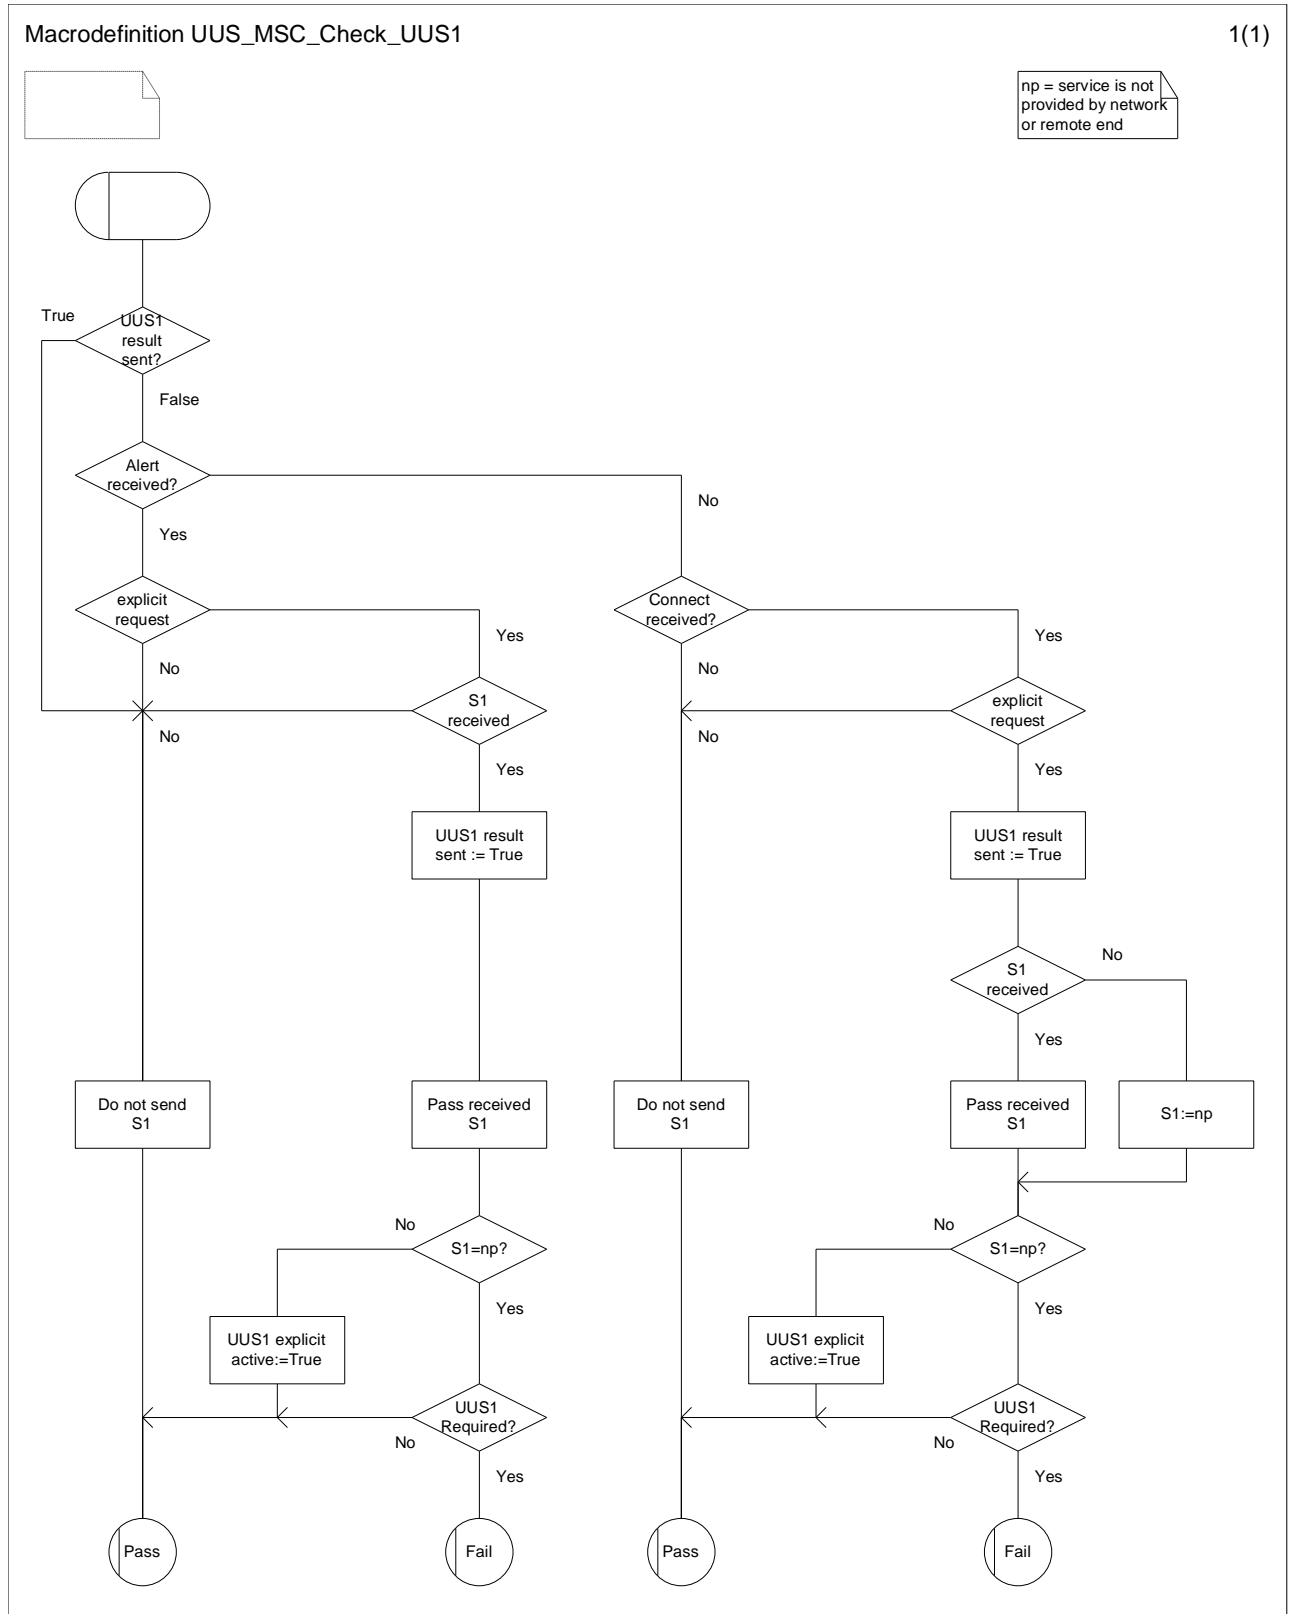 Macrodefinition UUS_MSC_Check_UUS1
1(1)
np = service is not
provided by network
or remote end
True
UUS1
result
sent?
False
Alert
received?
No
Yes
explicit
request
Yes
No
Connect
received?
Yes
No
S1
received
No
Yes
explicit
request
No
Yes
UUS1 result
sent := True
UUS1 result
sent := True
S1
received
No
Yes
Do not send
S1
Pass received
S1
Do not send
S1
Pass received
S1
S1:=np
No
S1=np?
Yes
No
S1=np?
Yes
UUS1 explicit
active:=True
UUS1 explicit
active:=True
UUS1
Required?
No
Yes
UUS1
Required?
No
Yes
Pass
Fail
Pass
Fail